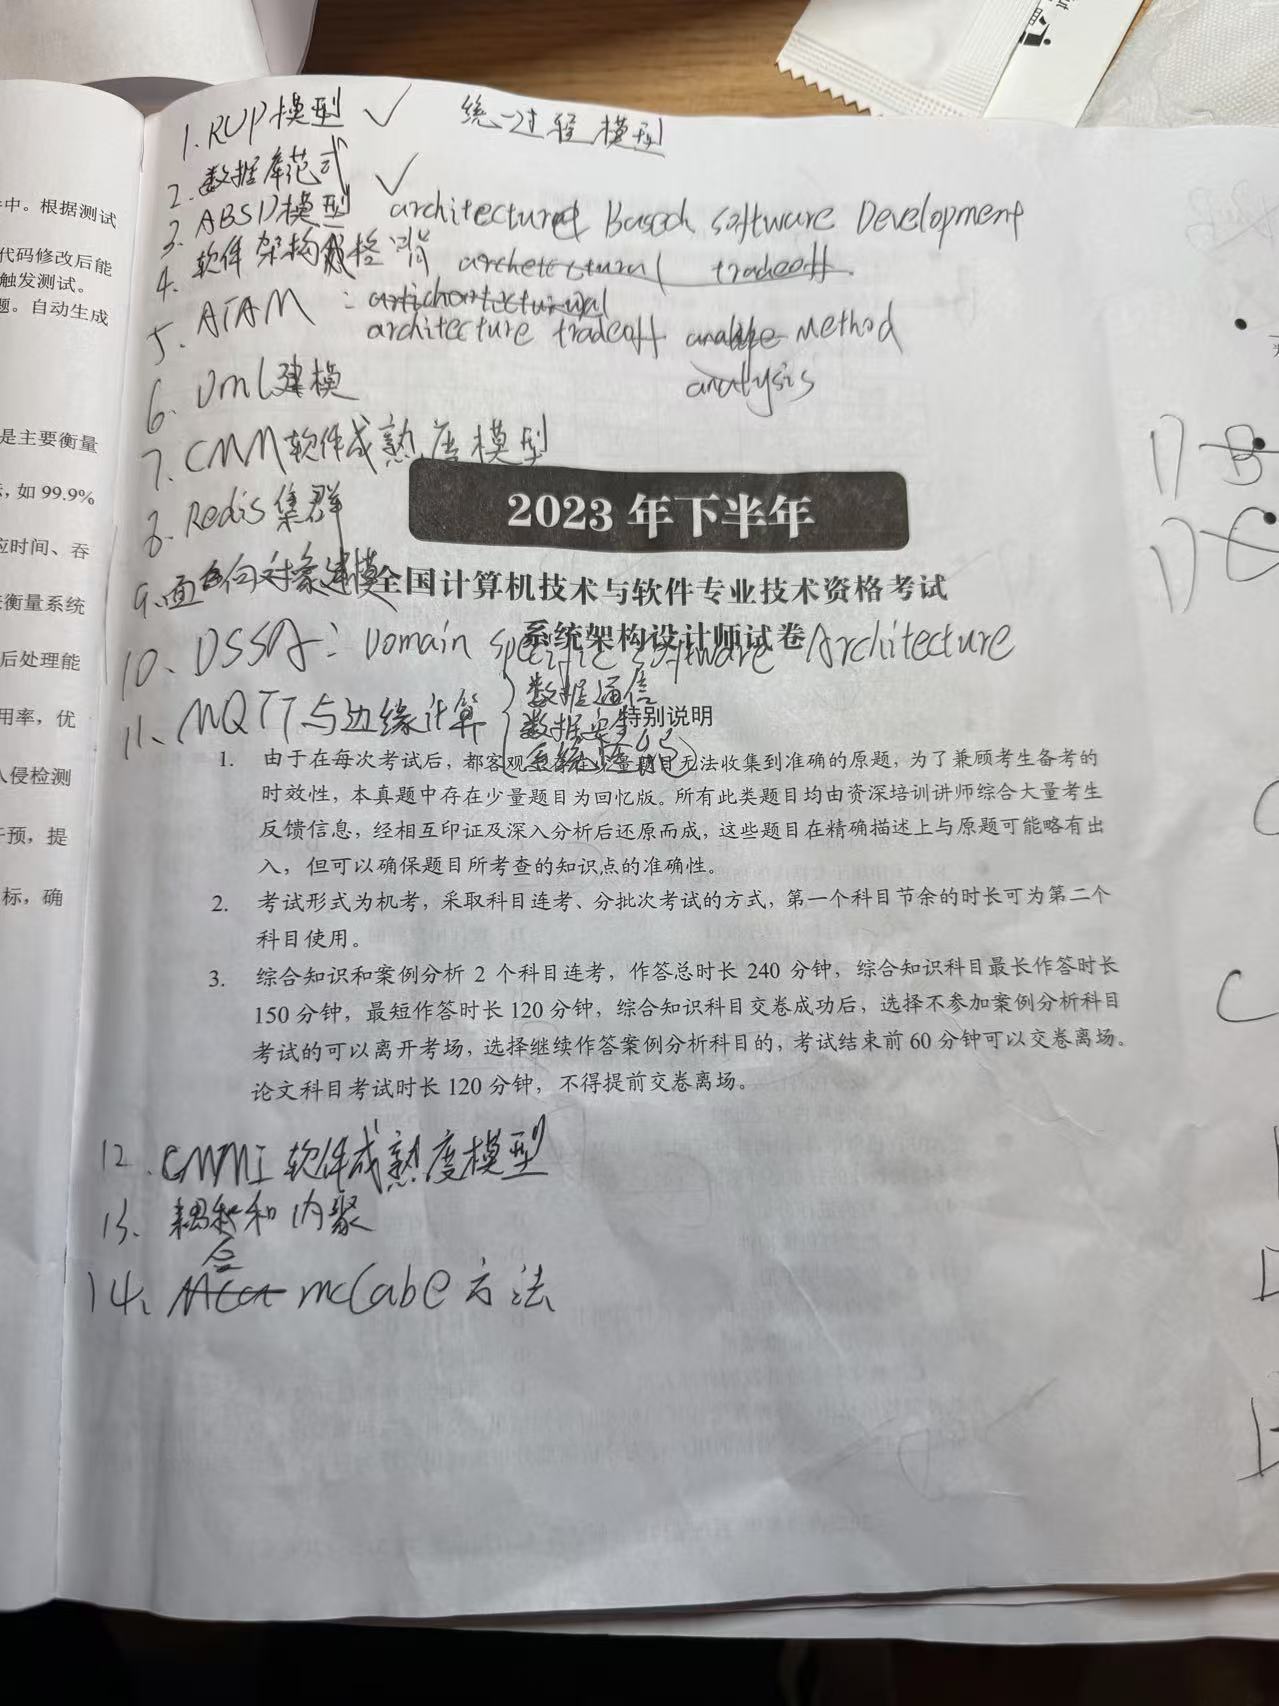 1. RUP模型 ✓ 统一过程模型
2. 数据库范式 ✓
3. ABSD模型 architectured Based software Development
4. 软件架构风格
architectural tradeoff
5. ATAM：
architecture tradeoff analyse Method
analysis
6. Uml建模
7. CMM软件成熟度模型
8. Redis集群
2023 年下半年
9、面向对象建模
全国计算机技术与软件专业技术资格考试
系统架构设计师试卷
10、DSSA：Domain specific software Architecture
11、MQTT与边缘计算
数据通信
数据安全
特别说明
1. 由于在每次考试后，都客观存在少量题目无法收集到准确的原题，为了兼顾考生备考的
时效性，本真题中存在少量题目为回忆版。所有此类题目均由资深培训讲师综合大量考生
反馈信息，经相互印证及深入分析后还原而成，这些题目在精确描述上与原题可能略有出
入，但可以确保题目所考查的知识点的准确性。
2. 考试形式为机考，采取科目连考、分批次考试的方式，第一个科目节余的时长可为第二个
科目使用。
3. 综合知识和案例分析 2 个科目连考，作答总时长 240 分钟，综合知识科目最长作答时长
150 分钟，最短作答时长 120 分钟，综合知识科目交卷成功后，选择不参加案例分析科目
考试的可以离开考场，选择继续作答案例分析科目的，考试结束前 60 分钟可以交卷离场。
论文科目考试时长 120 分钟，不得提前交卷离场。
12、CMMI 软件成熟度模型
13、耦合和内聚
14、mcCabe方法
中。根据测试
代码修改后能
触发测试。
题。自动生成
是主要衡量
，如 99.9%
应时间、吞
衡量系统
后处理能
用率，优
入侵检测
干预，提
标，确
1) B
1) C
C
C